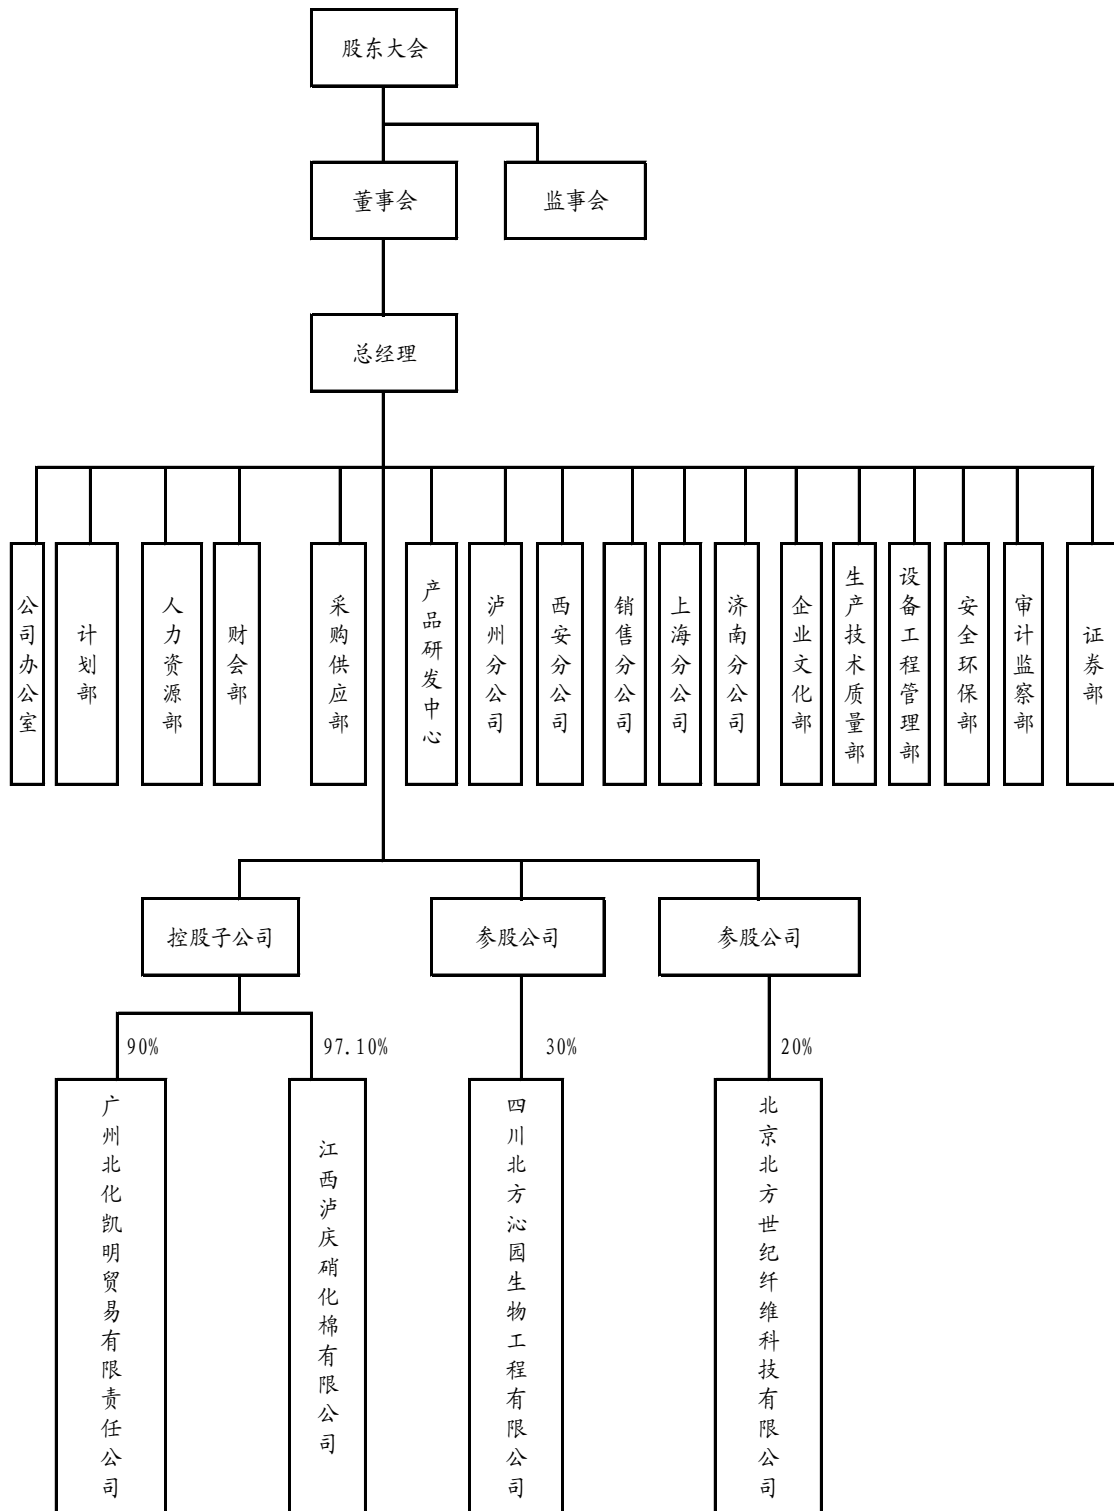 股东大会
董事会
监事会
总经理
公司办公室
计划部
人力资源部
财会部
采购供应部
产品研发中心
泸州分公司
西安分公司
销售分公司
上海分公司
济南分公司
企业文化部
生产技术质量部
设备工程管理部
安全环保部
审计监察部
证券部
控股子公司
参股公司
参股公司
90%
97.10%
30%
20%
广州北化凯明贸易有限责任公司
江西泸庆硝化棉有限公司
四川北方沁园生物工程有限公司
北京北方世纪纤维科技有限公司